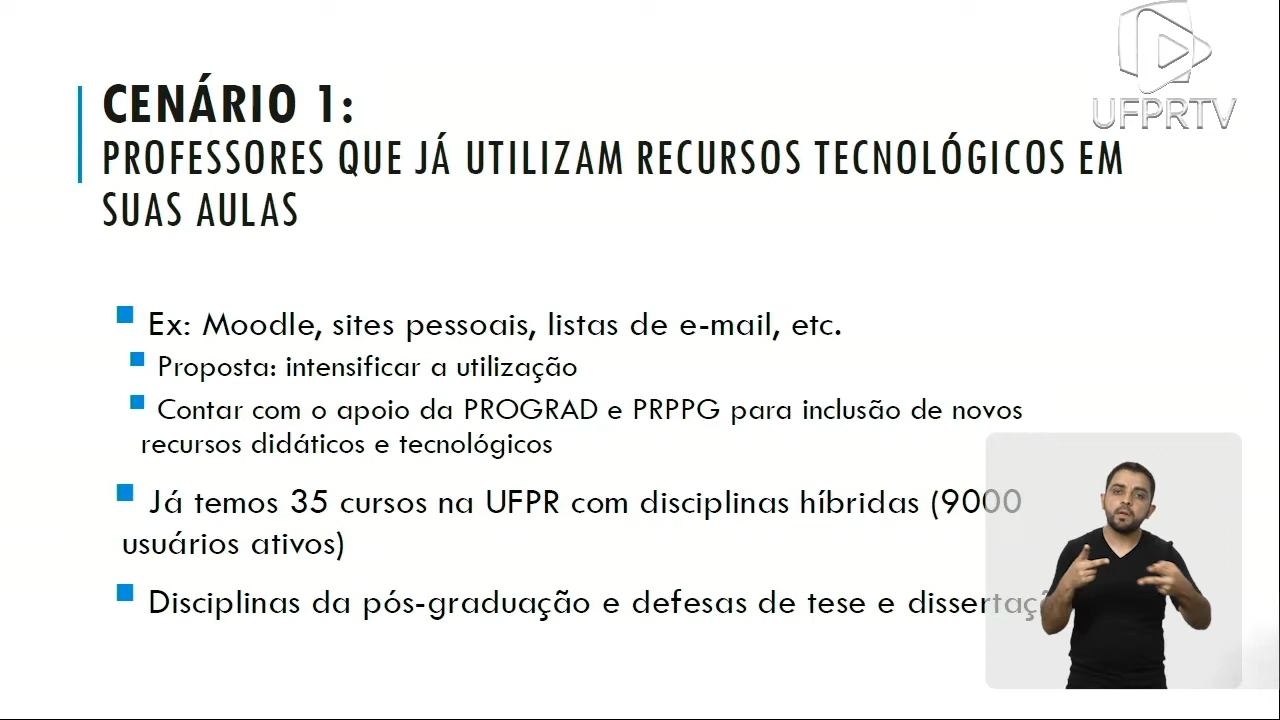 UFPRTV
CENÁRIO 1:
PROFESSORES QUE JÁ UTILIZAM RECURSOS TECNOLÓGICOS EM
SUAS AULAS
Ex: Moodle, sites pessoais, listas de e-mail, etc.
Proposta: intensificar a utilização
Contar com o apoio da PROGRAD e PRPPG para inclusão de novos
recursos didáticos e tecnológicos
Já temos 35 cursos na UFPR com disciplinas híbridas (9000
usuários ativos)
Disciplinas da pós-graduação e defesas de tese e